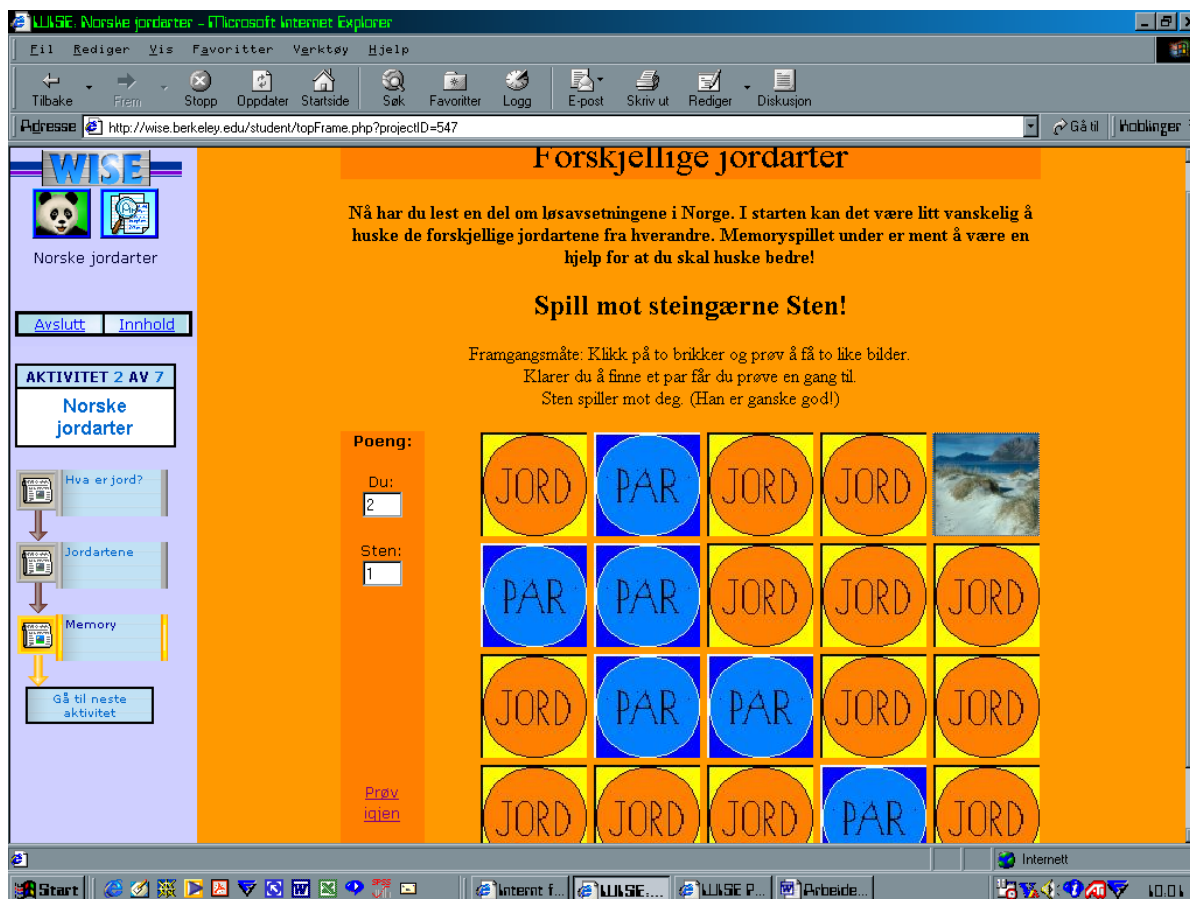 WISE: Norske jordarter - Microsoft Internet Explorer
Fil Rediger Vis Favoritter Verktøy Hjelp
Tilbake Frem Stopp Oppdater Startside Søk Favoritter Logg E-post Skriv ut Rediger Diskusjon
Adresse http://wise.berkeley.edu/student/topFrame.php?projectID=547 Gå til Koblinger
WISE
Norske jordarter
Avslutt Innhold
AKTIVITET 2 AV 7
Norske
jordarter
Hva er jord?
Jordartene
Memory
Gå til neste
aktivitet
Forskjellige jordarter
Nå har du lest en del om løsavsetningene i Norge. I starten kan det være litt vanskelig å
huske de forskjellige jordartene fra hverandre. Memoryspillet under er ment å være en
hjelp for at du skal huske bedre!
Spill mot steingærne Sten!
Framgangsmåte: Klikk på to brikker og prøv å få to like bilder.
Klarer du å finne et par får du prøve en gang til.
Sten spiller mot deg. (Han er ganske god!)
Poeng:
Du:
2
Sten:
1
Prøv
igjen
JORD PAR JORD JORD
PAR PAR JORD JORD JORD
JORD PAR PAR JORD JORD
JORD JORD JORD PAR JORD
Internett
Start Internt f... WISE:... WISE P... Arbeide... 10:01